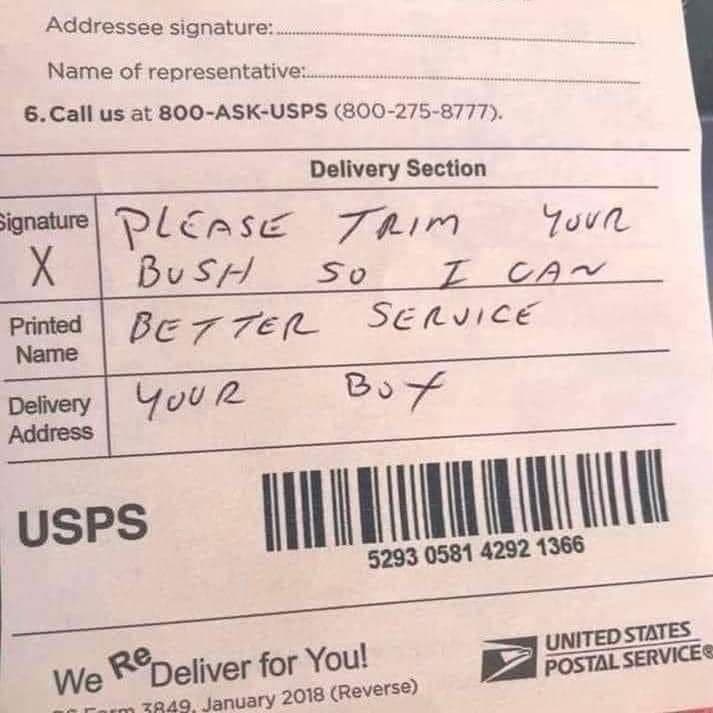 Addressee signature:
Name of representative:
6. Call us at 800-ASK-USPS (800-275-8777).
Delivery Section
Signature
X
PLEASE TRIM YOUR
BUSH SO I CAN
Printed
Name
BETTER SERVICE
Delivery
Address
YOUR BOX
USPS
5293 0581 4292 1366
We ReDeliver for You!
UNITED STATES
POSTAL SERVICE®
PS Form 3849, January 2018 (Reverse)